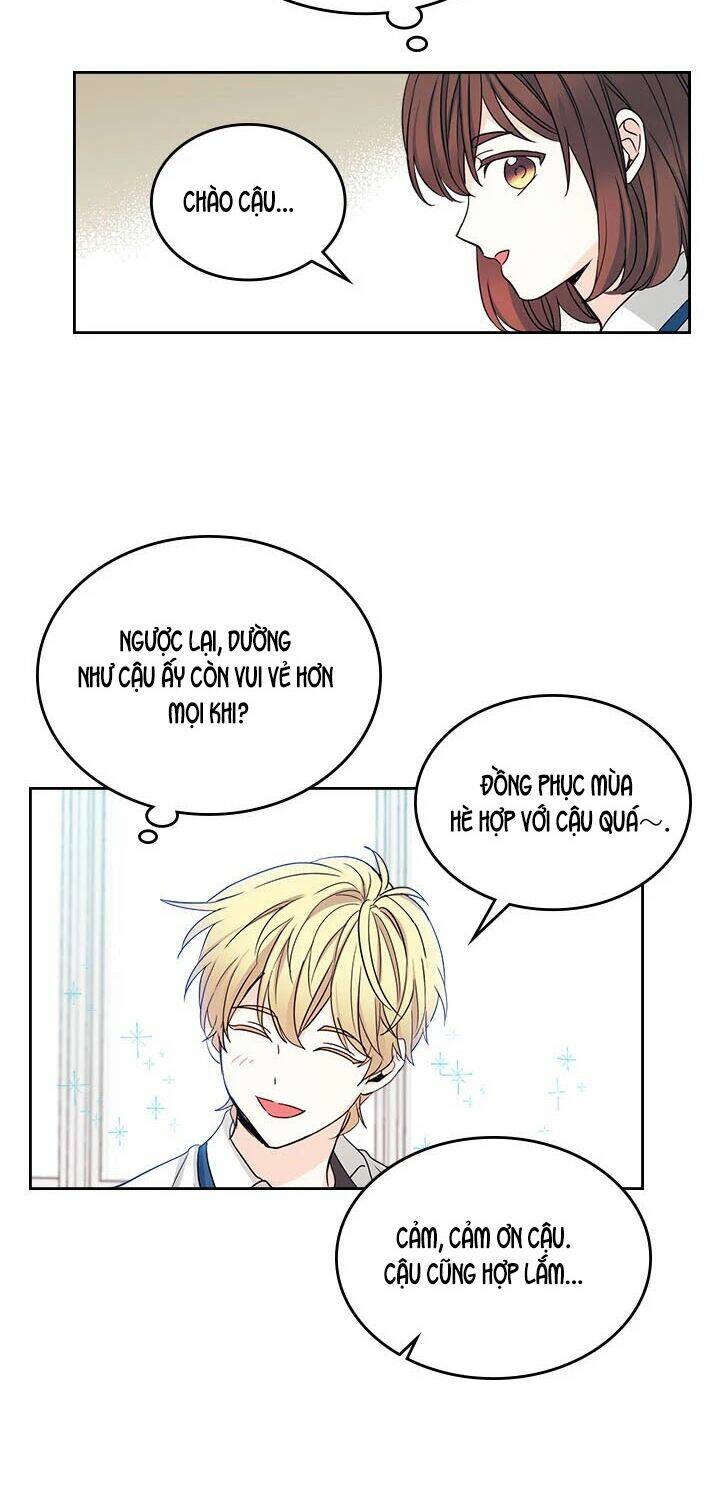 CHÀO CẬU...
NGƯỢC LẠI, DƯỜNG
NHƯ CẬU ẤY CÒN VUI VẺ HƠN
MỌI KHI?
ĐỒNG PHỤC MÙA
HÈ HỢP VỚI CẬU QUÁ~.
CẢM, CẢM ƠN CẬU.
CẬU CŨNG HỢP LẮM...